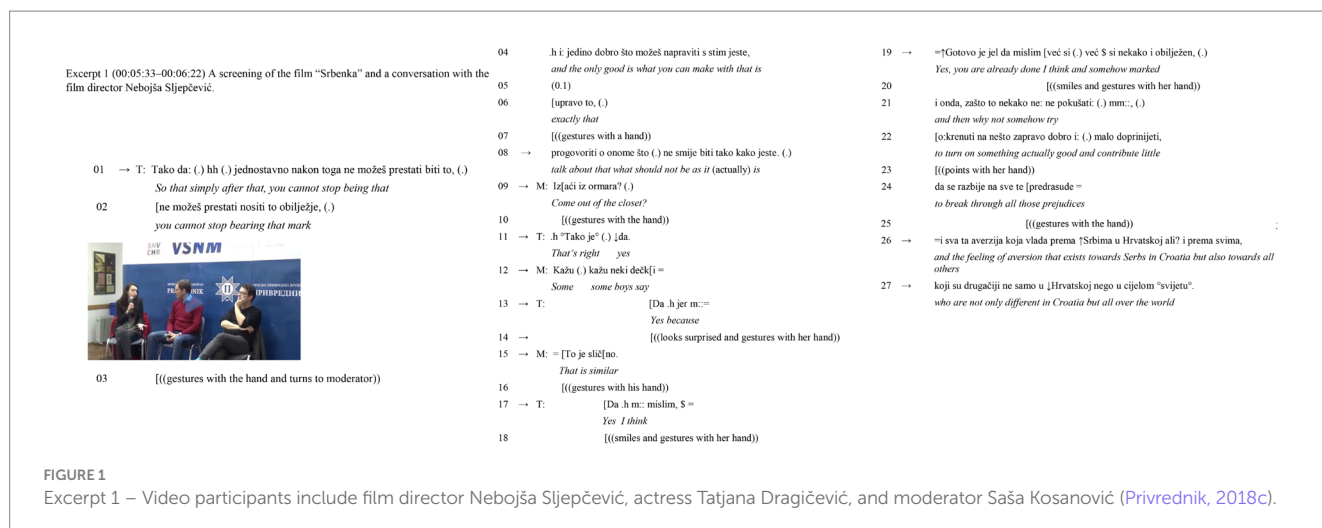 Excerpt 1 (00:05:33–00:06:22) A screening of the film “Srbenka” and a conversation with the
film director Nebojša Sljepčević.
01 → T: Tako da: (.) hh (.) jednostavno nakon toga ne možeš prestati biti to, (.)
So that simply after that, you cannot stop being that
02 [ne možeš prestati nositi to obilježje, (.)
you cannot stop bearing that mark
VSNM
ПРИВРЕДНИ
03 [((gestures with the hand and turns to moderator))
04 .h i: jedino dobro što možeš napraviti s stim jeste,
and the only good is what you can make with that is
05 (0.1)
06 [upravo to, (.)
exactly that
07 [((gestures with a hand))
08 → progovoriti o onome što (.) ne smije biti tako kako jeste. (.)
talk about that what should not be as it (actually) is
09 → M: Iz[aći iz ormara? (.)
Come out of the closet?
10 [((gestures with the hand))
11 → T: .h °Tako je° (.) ↓da.
That's right yes
12 → M: Kažu (.) kažu neki dečk[i =
Some some boys say
13 → T: [Da .h jer m::=
Yes because
14 → [((looks surprised and gestures with her hand))
15 → M: = [To je slič[no.
That is similar
16 [((gestures with his hand))
17 → T: [Da .h m:: mislim, $ =
Yes I think
18 [((smiles and gestures with her hand))
19 → =↑Gotovo je jel da mislim [već si (.) već $ si nekako i obilježen, (.)
Yes, you are already done I think and somehow marked
20 [((smiles and gestures with her hand))
21 i onda, zašto to nekako ne: ne pokušati: (.) mm::, (.)
and then why not somehow try
22 [o:krenuti na nešto zapravo dobro i: (.) malo doprinijeti,
to turn on something actually good and contribute little
23 [((points with her hand))
24 da se razbije na sve te [predrasude =
to break through all those prejudices
25 [((gestures with the hand))
26 → =i sva ta averzija koja vlada prema ↑Srbima u Hrvatskoj ali? i prema svima,
and the feeling of aversion that exists towards Serbs in Croatia but also towards all
others
27 → koji su drugačiji ne samo u ↓Hrvatskoj nego u cijelom °svijetu°.
who are not only different in Croatia but all over the world
FIGURE 1
Excerpt 1 – Video participants include film director Nebojša Sljepčević, actress Tatjana Dragičević, and moderator Saša Kosanović (Privrednik, 2018c).